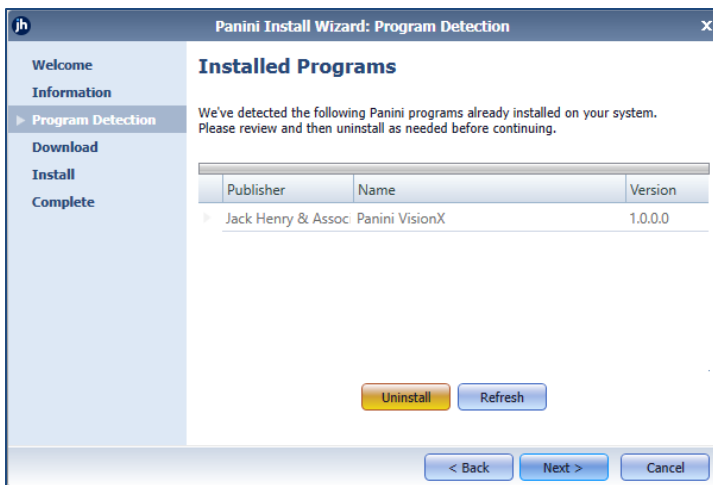 jh
Panini Install Wizard: Program Detection
x
Welcome
Information
Program Detection
Download
Install
Complete
Installed Programs
We've detected the following Panini programs already installed on your system.
Please review and then uninstall as needed before continuing.
Publisher Name Version
Jack Henry & Assoc Panini VisionX 1.0.0.0
Uninstall Refresh
< Back Next > Cancel